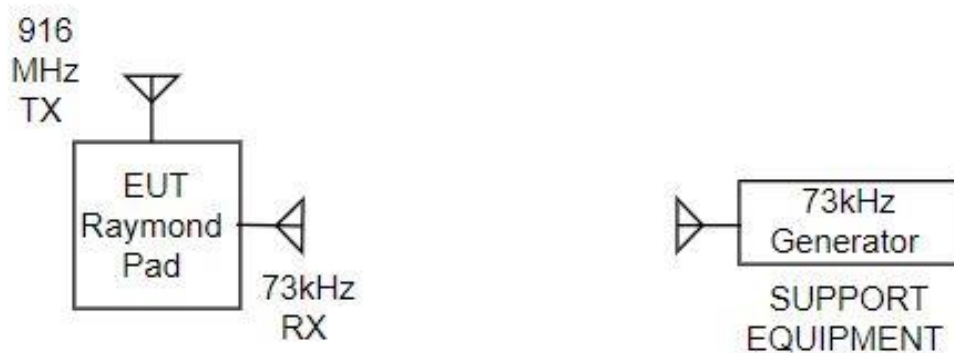 916
MHz
TX
EUT
Raymond
Pad
73kHz
RX
73kHz
Generator
SUPPORT
EQUIPMENT